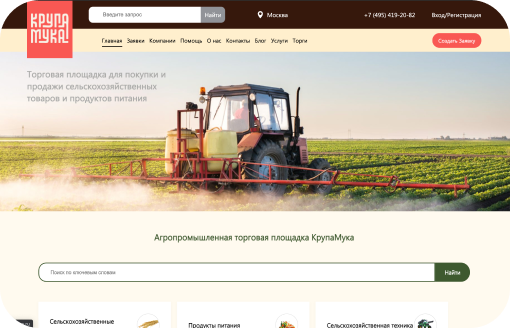 КРУПА
МУКА!
Введите запрос
Найти
Москва
+7 (495) 419-20-82
Вход/Регистрация
Главная Заявки Компании Помощь О нас Контакты Блог Услуги Торги
Создать Заявку
Торговая площадка для покупки и
продажи сельскохозяйственных
товаров и продуктов питания
Агропромышленная торговая площадка КрупаМука
Поиск по ключевым словам
Найти
Сельскохозяйственные
Продукты питания
Сельскохозяйственная техника